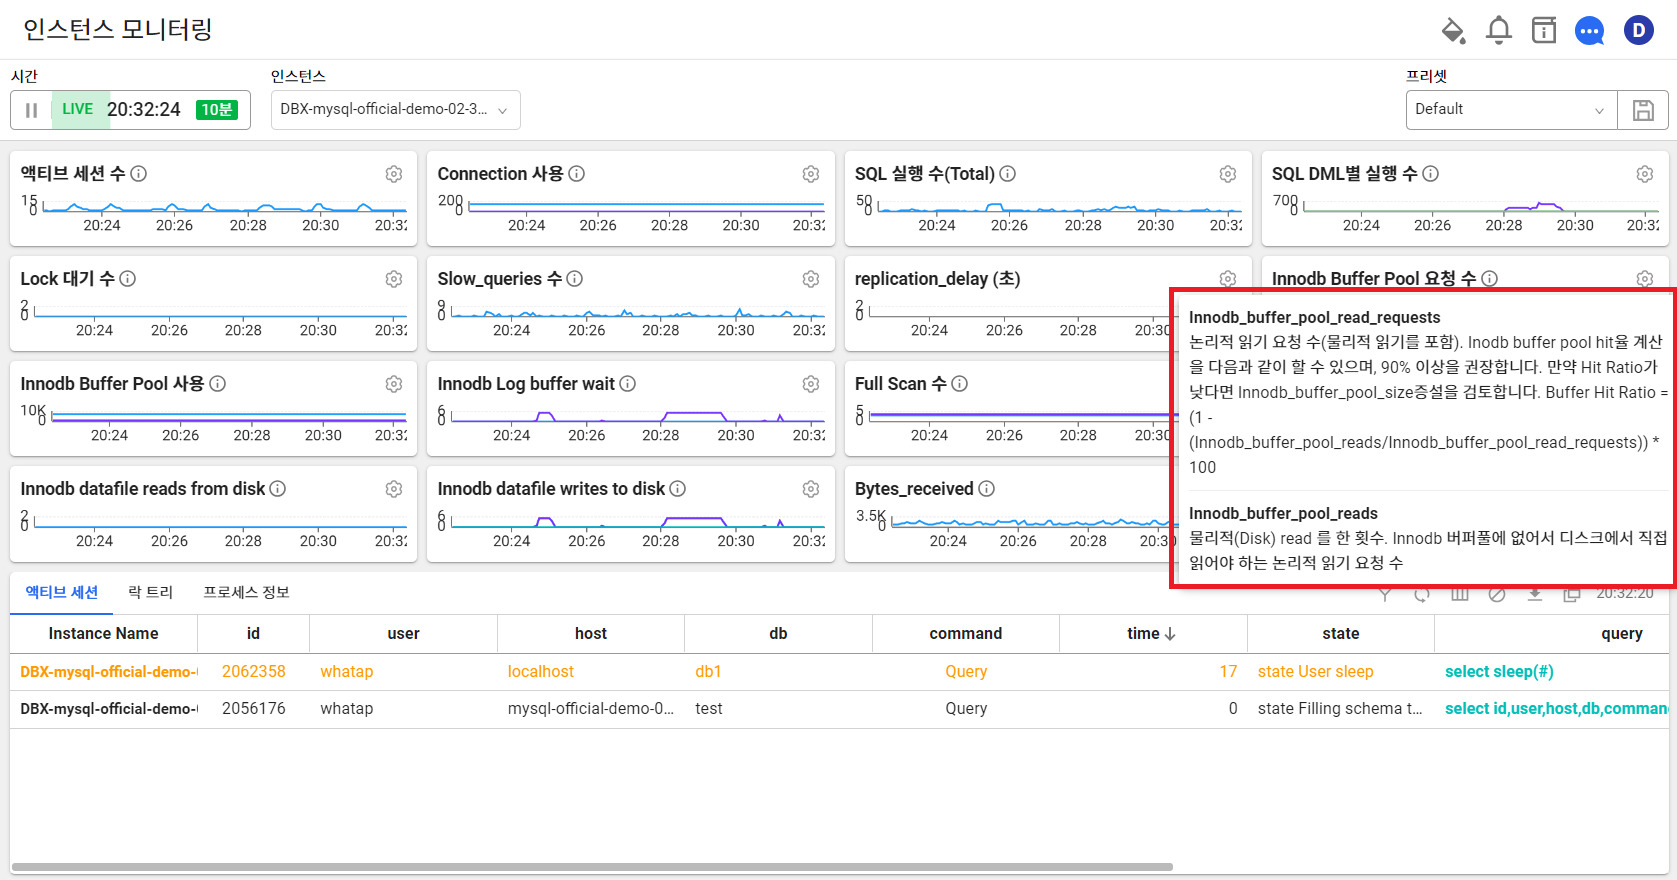 인스턴스 모니터링
D
시간
인스턴스
프리셋
LIVE 20:32:24 10분
DBX-mysql-official-demo-02-3...
Default
액티브 세션 수
15
0
20:24 20:26 20:28 20:30 20:32
Connection 사용
200
0
20:24 20:26 20:28 20:30 20:32
SQL 실행 수(Total)
50
0
20:24 20:26 20:28 20:30 20:32
SQL DML별 실행 수
700
0
20:24 20:26 20:28 20:30 20:32
Lock 대기 수
2
0
20:24 20:26 20:28 20:30 20:32
Slow_queries 수
9
0
20:24 20:26 20:28 20:30 20:32
replication_delay (초)
2
0
20:24 20:26 20:28 20:30
Innodb Buffer Pool 요청 수
Innodb_buffer_pool_read_requests
논리적 읽기 요청 수(물리적 읽기를 포함). Inodb buffer pool hit율 계산
을 다음과 같이 할 수 있으며, 90% 이상을 권장합니다. 만약 Hit Ratio가
낮다면 Innodb_buffer_pool_size증설을 검토합니다. Buffer Hit Ratio =
(1 -
(Innodb_buffer_pool_reads/Innodb_buffer_pool_read_requests)) *
100
Innodb_buffer_pool_reads
물리적(Disk) read 를 한 횟수. Innodb 버퍼풀에 없어서 디스크에서 직접
읽어야 하는 논리적 읽기 요청 수
Innodb Buffer Pool 사용
10K
0
20:24 20:26 20:28 20:30 20:32
Innodb Log buffer wait
6
0
20:24 20:26 20:28 20:30 20:32
Full Scan 수
5
0
20:24 20:26 20:28 20:30
Innodb datafile reads from disk
2
0
20:24 20:26 20:28 20:30 20:32
Innodb datafile writes to disk
6
0
20:24 20:26 20:28 20:30 20:32
Bytes_received
3.5K
0
20:24 20:26 20:28 20:30
액티브 세션 락 트리 프로세스 정보
20:32:20
Instance Name id user host db command time state query
DBX-mysql-official-demo- 2062358 whatap localhost db1 Query 17 state User sleep select sleep(#)
DBX-mysql-official-demo- 2056176 whatap mysql-official-demo-0... test Query 0 state Filling schema t... select id,user,host,db,comman